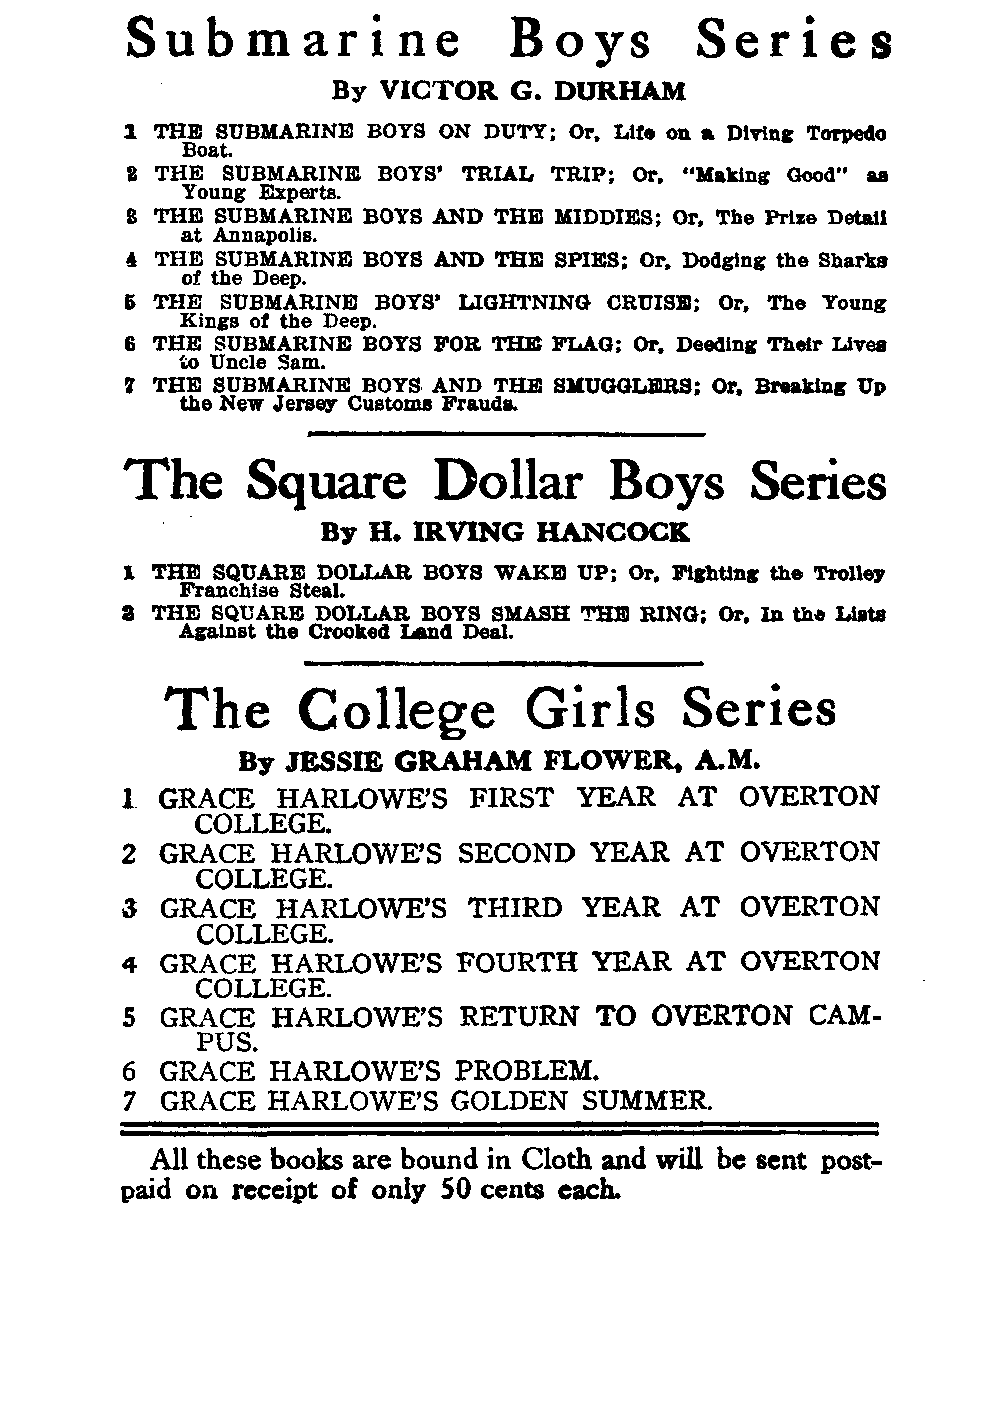 Submarine Boys Series
By VICTOR G. DURHAM
1 THE SUBMARINE BOYS ON DUTY; Or, Life on a Diving Torpedo
Boat.
2 THE SUBMARINE BOYS' TRIAL TRIP; Or, "Making Good" as
Young Experts.
3 THE SUBMARINE BOYS AND THE MIDDIES; Or, The Prize Detail
at Annapolis.
4 THE SUBMARINE BOYS AND THE SPIES; Or, Dodging the Sharks
of the Deep.
5 THE SUBMARINE BOYS' LIGHTNING CRUISE; Or, The Young
Kings of the Deep.
6 THE SUBMARINE BOYS FOR THE FLAG; Or, Deeding Their Lives
to Uncle Sam.
7 THE SUBMARINE BOYS AND THE SMUGGLERS; Or, Breaking Up
the New Jersey Customs Frauds.
The Square Dollar Boys Series
By H. IRVING HANCOCK
1 THE SQUARE DOLLAR BOYS WAKE UP; Or, Fighting the Trolley
Franchise Steal.
2 THE SQUARE DOLLAR BOYS SMASH THE RING; Or, In the Lists
Against the Crooked Land Deal.
The College Girls Series
By JESSIE GRAHAM FLOWER, A.M.
1 GRACE HARLOWE'S FIRST YEAR AT OVERTON
COLLEGE.
2 GRACE HARLOWE'S SECOND YEAR AT OVERTON
COLLEGE.
3 GRACE HARLOWE'S THIRD YEAR AT OVERTON
COLLEGE.
4 GRACE HARLOWE'S FOURTH YEAR AT OVERTON
COLLEGE.
5 GRACE HARLOWE'S RETURN TO OVERTON CAM-
PUS.
6 GRACE HARLOWE'S PROBLEM.
7 GRACE HARLOWE'S GOLDEN SUMMER.
All these books are bound in Cloth and will be sent post-
paid on receipt of only 50 cents each.